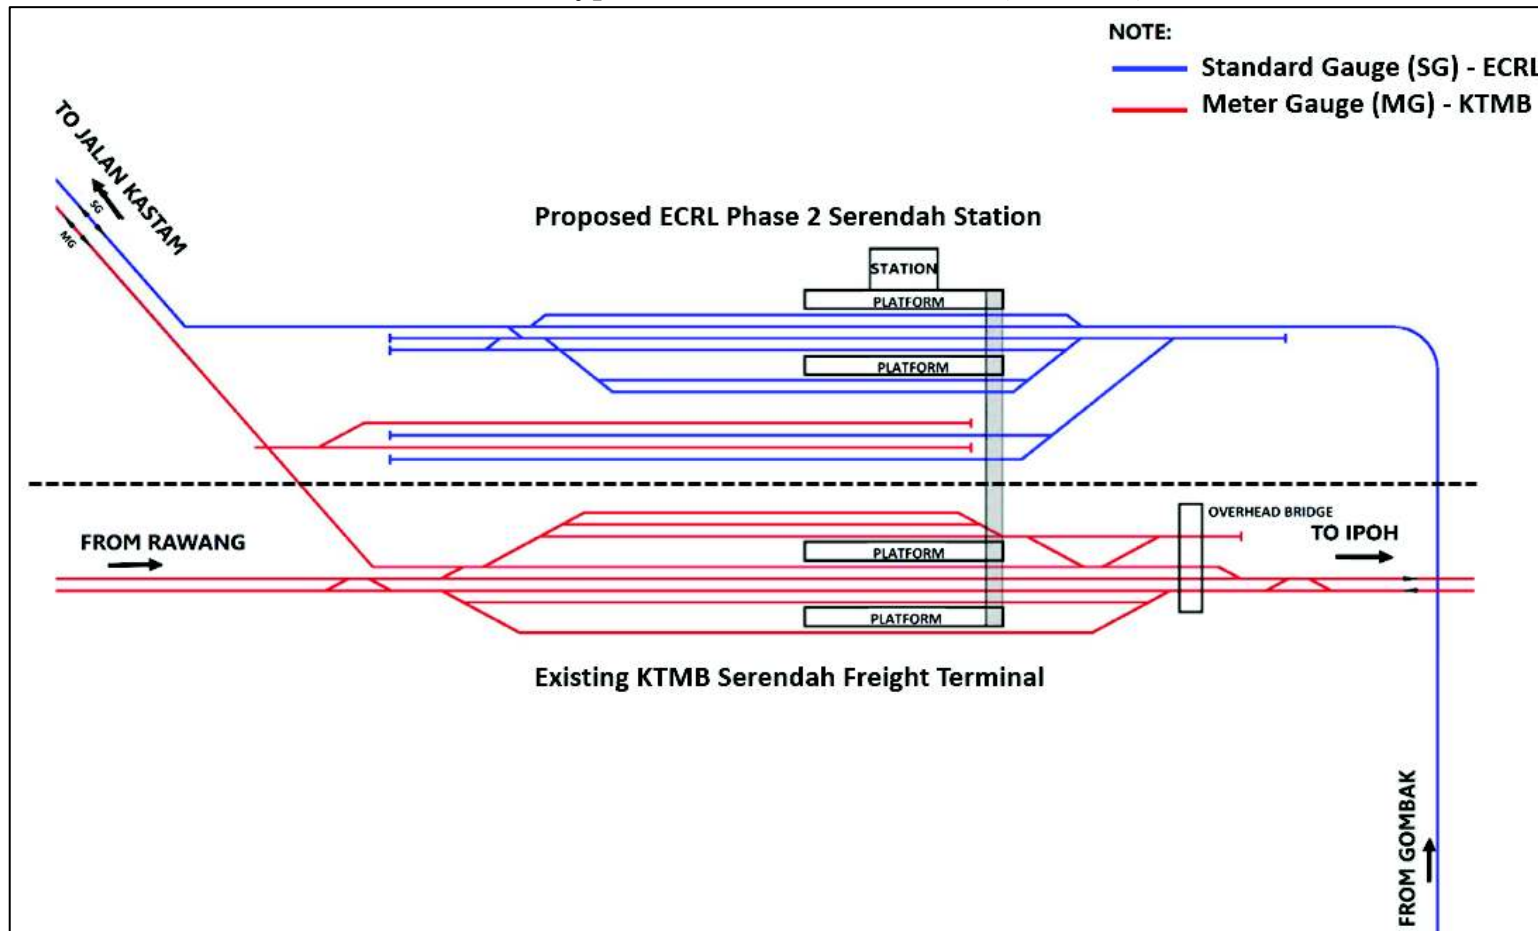 NOTE:
Standard Gauge (SG) - ECRL
Meter Gauge (MG) - KTMB
TO JALAN KASTAM
SG
MG
Proposed ECRL Phase 2 Serendah Station
STATION
PLATFORM
PLATFORM
OVERHEAD BRIDGE
FROM RAWANG
TO IPOH
PLATFORM
PLATFORM
Existing KTMB Serendah Freight Terminal
FROM GOMBAK